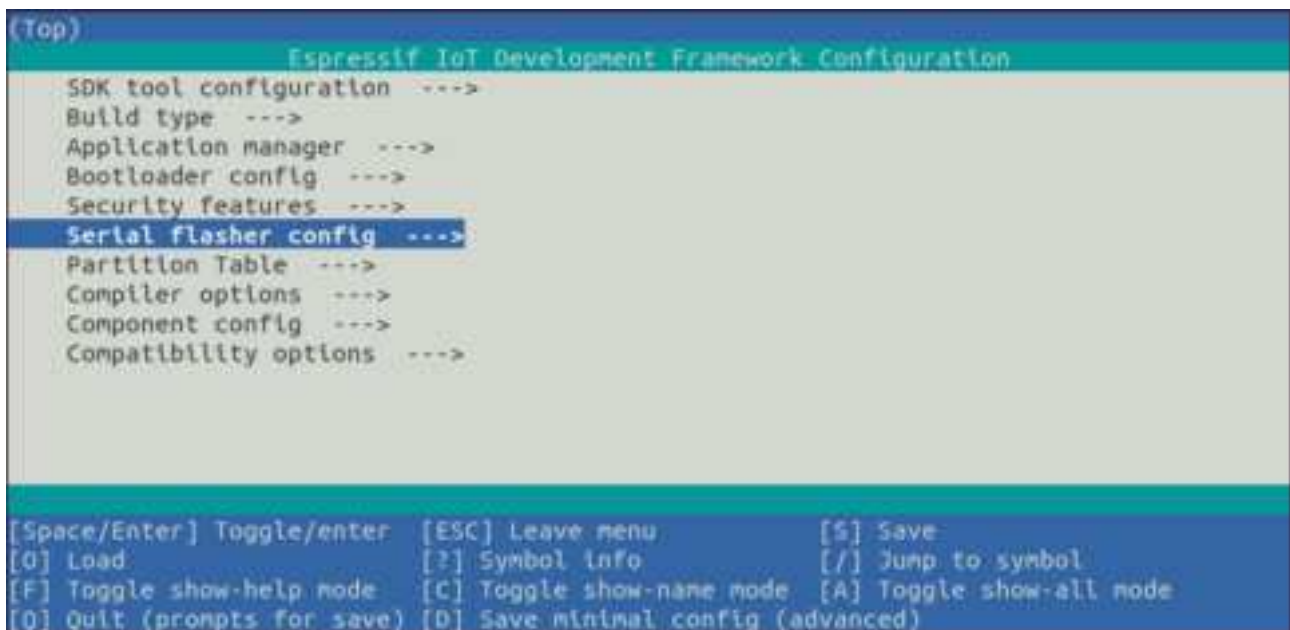 (Top)
Espressif IoT Development Framework Configuration
SDK tool configuration  --->
Build type  --->
Application manager  --->
Bootloader config  --->
Security features  --->
Serial flasher config  --->
Partition Table  --->
Compiler options  --->
Component config  --->
Compatibility options  --->
[Space/Enter] Toggle/enter  [ESC] Leave menu  [S] Save
[O] Load  [?] Symbol info  [/] Jump to symbol
[F] Toggle show-help mode  [C] Toggle show-name mode  [A] Toggle show-all mode
[Q] Quit (prompts for save)  [D] Save minimal config (advanced)